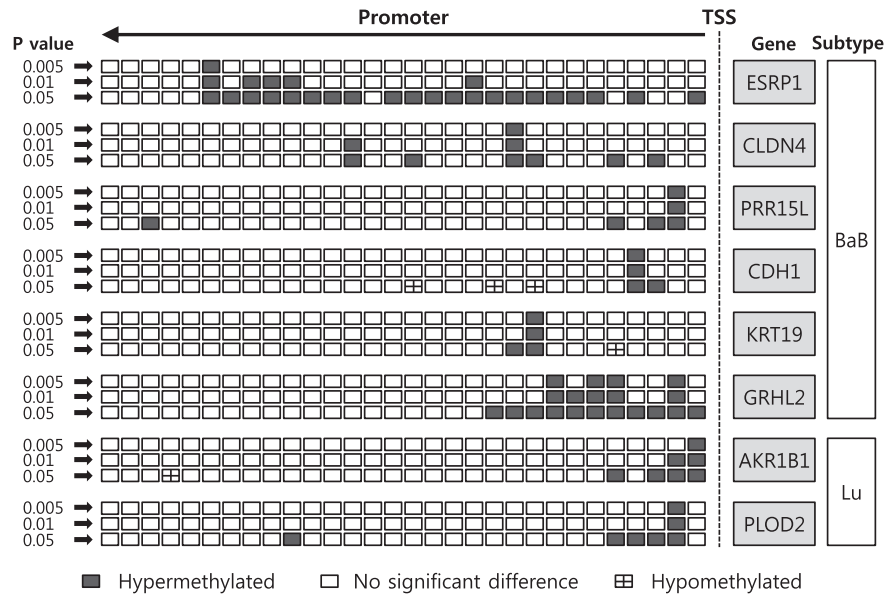 Promoter TSS
P value Gene Subtype
0.005
0.01 ESRP1
0.05
0.005
0.01 CLDN4
0.05
0.005
0.01 PRR15L
0.05
BaB
0.005
0.01 CDH1
0.05
0.005
0.01 KRT19
0.05
0.005
0.01 GRHL2
0.05
0.005
0.01 AKR1B1
0.05
Lu
0.005
0.01 PLOD2
0.05
Hypermethylated No significant difference Hypomethylated